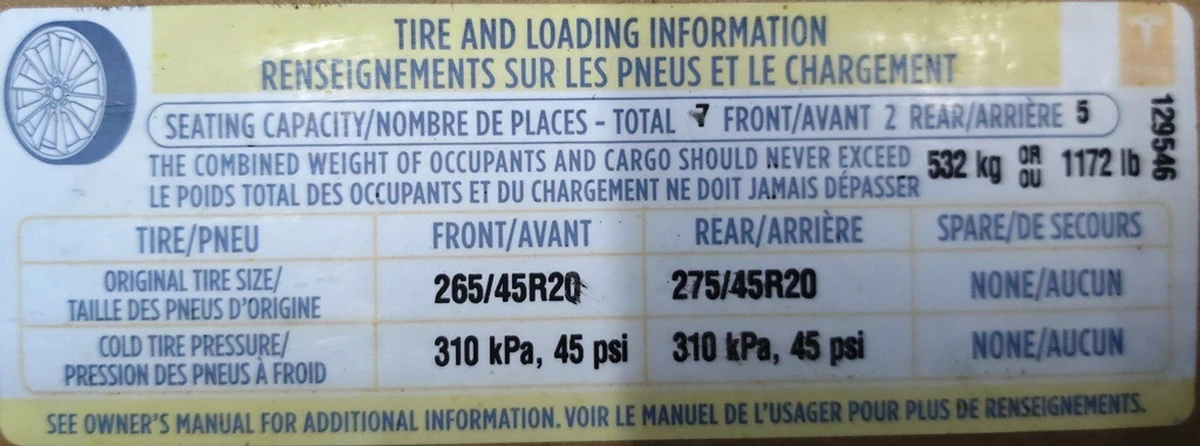 TIRE AND LOADING INFORMATION
RENSEIGNEMENTS SUR LES PNEUS ET LE CHARGEMENT
SEATING CAPACITY/NOMBRE DE PLACES - TOTAL 7 FRONT/AVANT 2 REAR/ARRIÈRE 5
THE COMBINED WEIGHT OF OCCUPANTS AND CARGO SHOULD NEVER EXCEED 532 kg OR 1172 lb
LE POIDS TOTAL DES OCCUPANTS ET DU CHARGEMENT NE DOIT JAMAIS DÉPASSER OU
129546
TIRE/PNEU FRONT/AVANT REAR/ARRIÈRE SPARE/DE SECOURS
ORIGINAL TIRE SIZE/ 265/45R20 275/45R20 NONE/AUCUN
TAILLE DES PNEUS D'ORIGINE
COLD TIRE PRESSURE/ 310 kPa, 45 psi 310 kPa, 45 psi NONE/AUCUN
PRESSION DES PNEUS À FROID
SEE OWNER'S MANUAL FOR ADDITIONAL INFORMATION. VOIR LE MANUEL DE L'USAGER POUR PLUS DE RENSEIGNEMENTS.